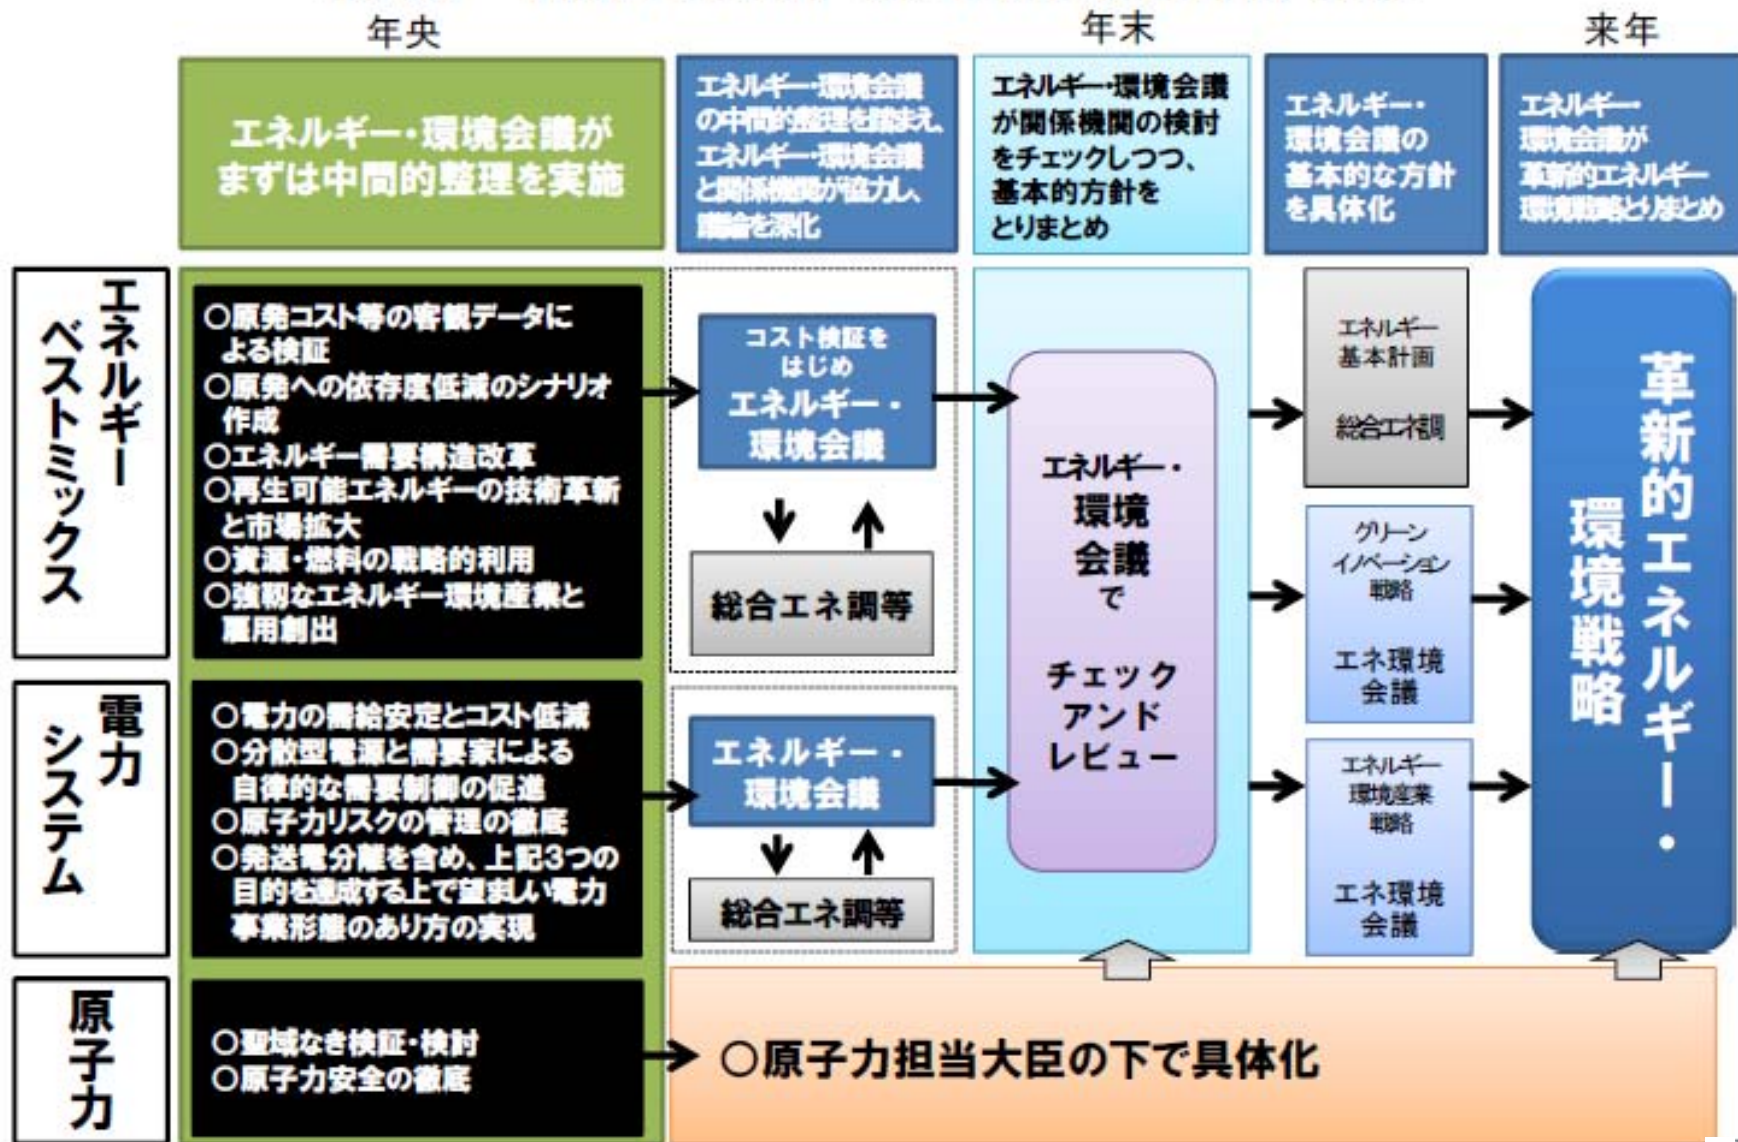 年央
年末
来年
エネルギー・環境会議が
まずは中間的整理を実施
エネルギー・環境会議
の中間的整理を踏まえ、
エネルギー・環境会議
と関係機関が協力し、
議論を深化
エネルギー・環境会議
が関係機関の検討
をチェックしつつ、
基本的方針を
とりまとめ
エネルギー・
環境会議の
基本的な方針
を具体化
エネルギー・
環境会議が
革新的エネルギー
環境戦略とりまとめ
エネルギー
ベストミックス
○原発コスト等の客観データに
よる検証
○原発への依存度低減のシナリオ
作成
○エネルギー需要構造改革
○再生可能エネルギーの技術革新
と市場拡大
○資源・燃料の戦略的利用
○強靭なエネルギー環境産業と
雇用創出
コスト検証を
はじめ
エネルギー・
環境会議
総合エネ調等
エネルギー・
環境
会議
で
チェック
アンド
レビュー
エネルギー
基本計画
総合エネ調
グリーン
イノベーション
戦略
エネ環境
会議
エネルギー
環境産業
戦略
エネ環境
会議
革新的エネルギー・
環境戦略
電力
システム
○電力の需給安定とコスト低減
○分散型電源と需要家による
自律的な需要制御の促進
○原子力リスクの管理の徹底
○発送電分離を含め、上記3つの
目的を達成する上で望ましい電力
事業形態のあり方の実現
エネルギー・
環境会議
総合エネ調等
原子力
○聖域なき検証・検討
○原子力安全の徹底
○原子力担当大臣の下で具体化